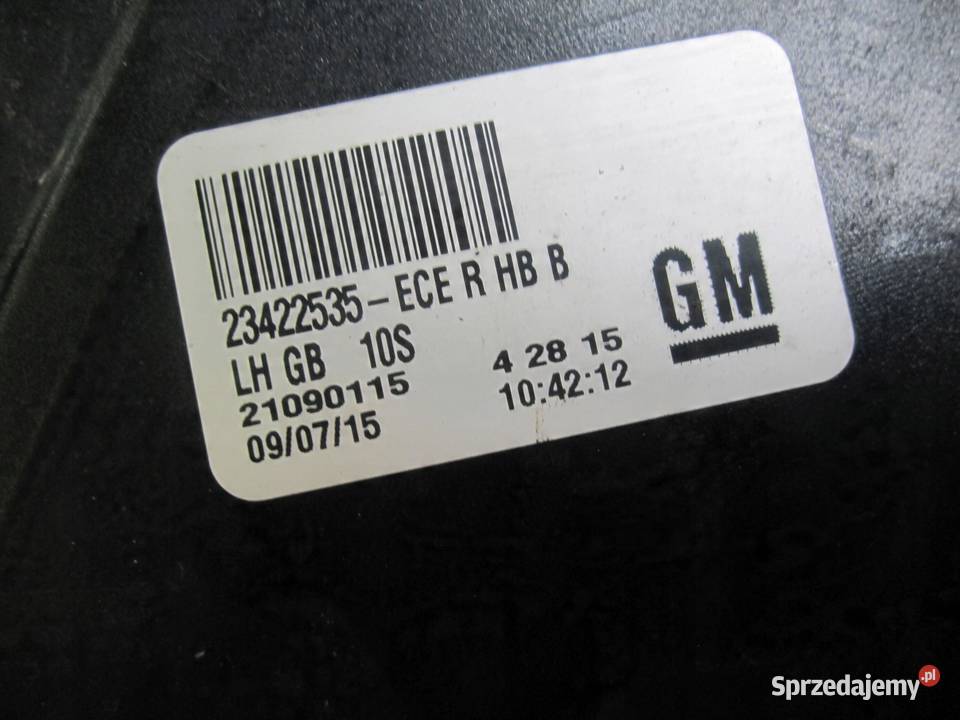 23422535-ECE R HB B
LH GB 10S
21090115 4 28 15
09/07/15 10:42:12
GM
Sprzedajemy.pl